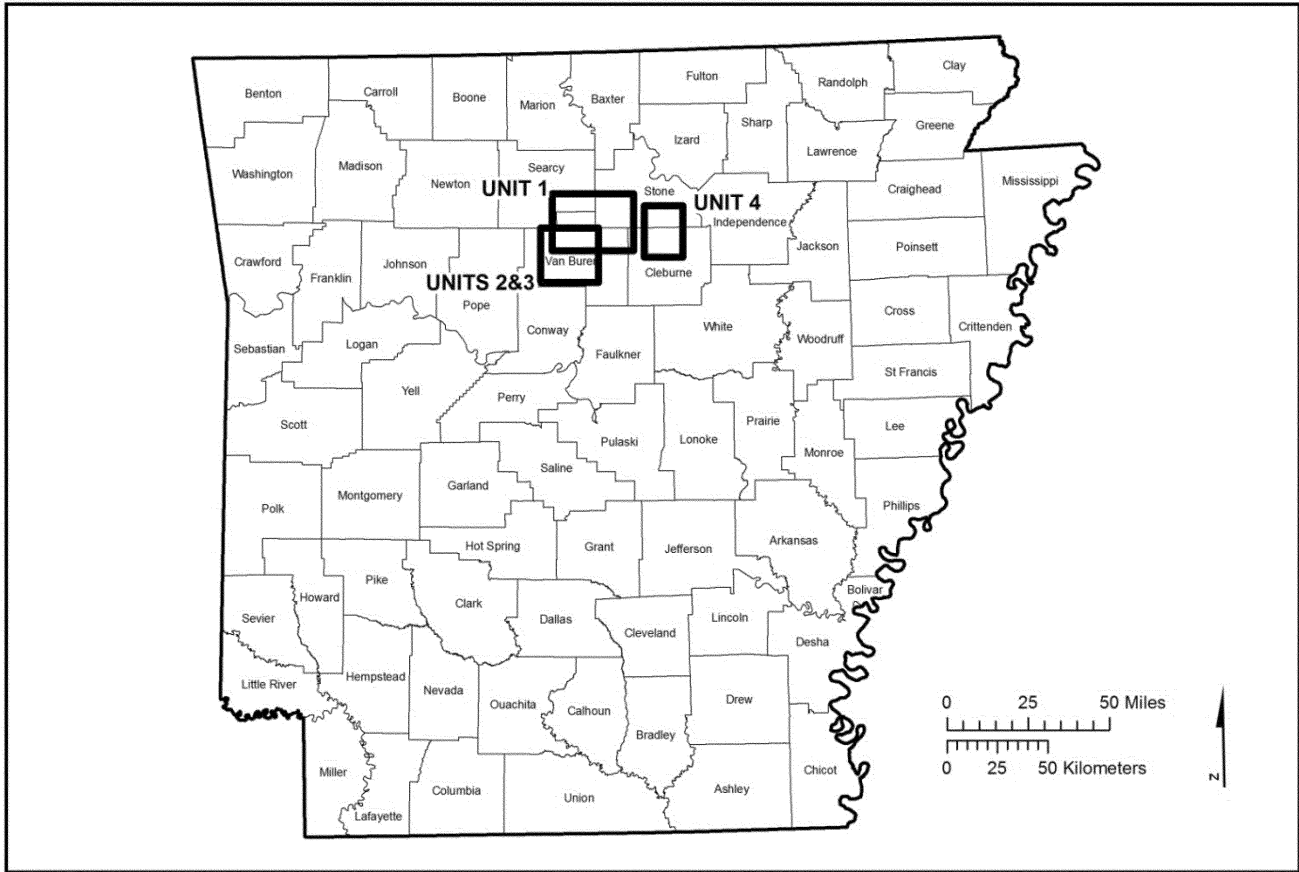 Benton
Carroll
Boone
Marion
Baxter
Fulton
Randolph
Clay
Sharp
Greene
Izard
Lawrence
Washington
Madison
Newton
Searcy
Stone
Craighead
Mississippi
UNIT 1
UNIT 4
Independence
Jackson
Poinsett
Crawford
Franklin
Johnson
Van Buren
Cleburne
UNITS 2&3
Pope
Cross
Crittenden
Sebastian
Logan
Conway
White
Woodruff
Faulkner
St Francis
Yell
Perry
Scott
Prairie
Lee
Pulaski
Lonoke
Monroe
Saline
Garland
Montgomery
Polk
Phillips
Hot Spring
Grant
Jefferson
Arkansas
Pike
Howard
Clark
Bolivar
Sevier
Dallas
Lincoln
Cleveland
Desha
Little River
Hempstead
Nevada
Ouachita
Calhoun
Drew
Bradley
Miller
Columbia
Union
Ashley
Chicot
Lafayette
0 25 50 Miles
0 25 50 Kilometers
N